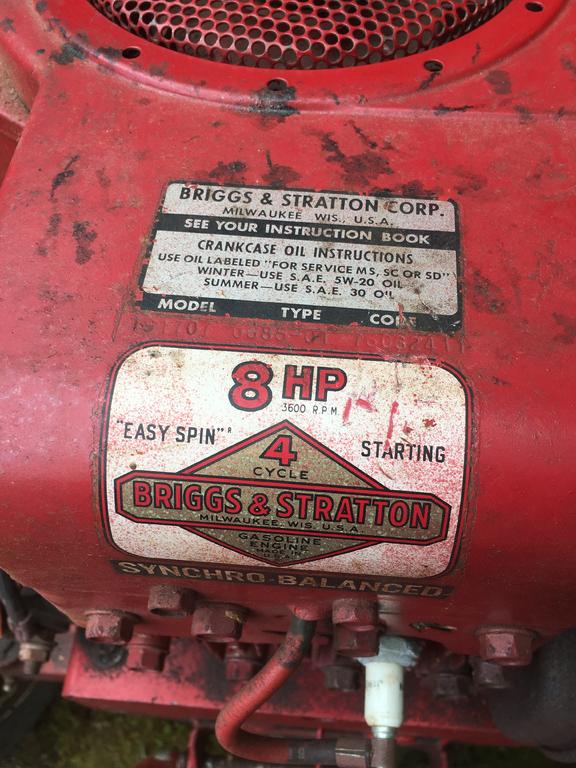 BRIGGS & STRATTON CORP.
MILWAUKEE WIS., U.S.A.
SEE YOUR INSTRUCTION BOOK
CRANKCASE OIL INSTRUCTIONS
USE OIL LABELED "FOR SERVICE MS, SC OR SD"
WINTER—USE S.A.E. 5W-20 OIL
SUMMER—USE S.A.E. 30 OIL
MODEL TYPE CODE
8 HP
3600 R.P.M.
"EASY SPIN"® STARTING
4
CYCLE
BRIGGS & STRATTON
MILWAUKEE, WIS. U.S.A.
GASOLINE
ENGINE
MADE IN
U.S.A.
SYNCHRO-BALANCED